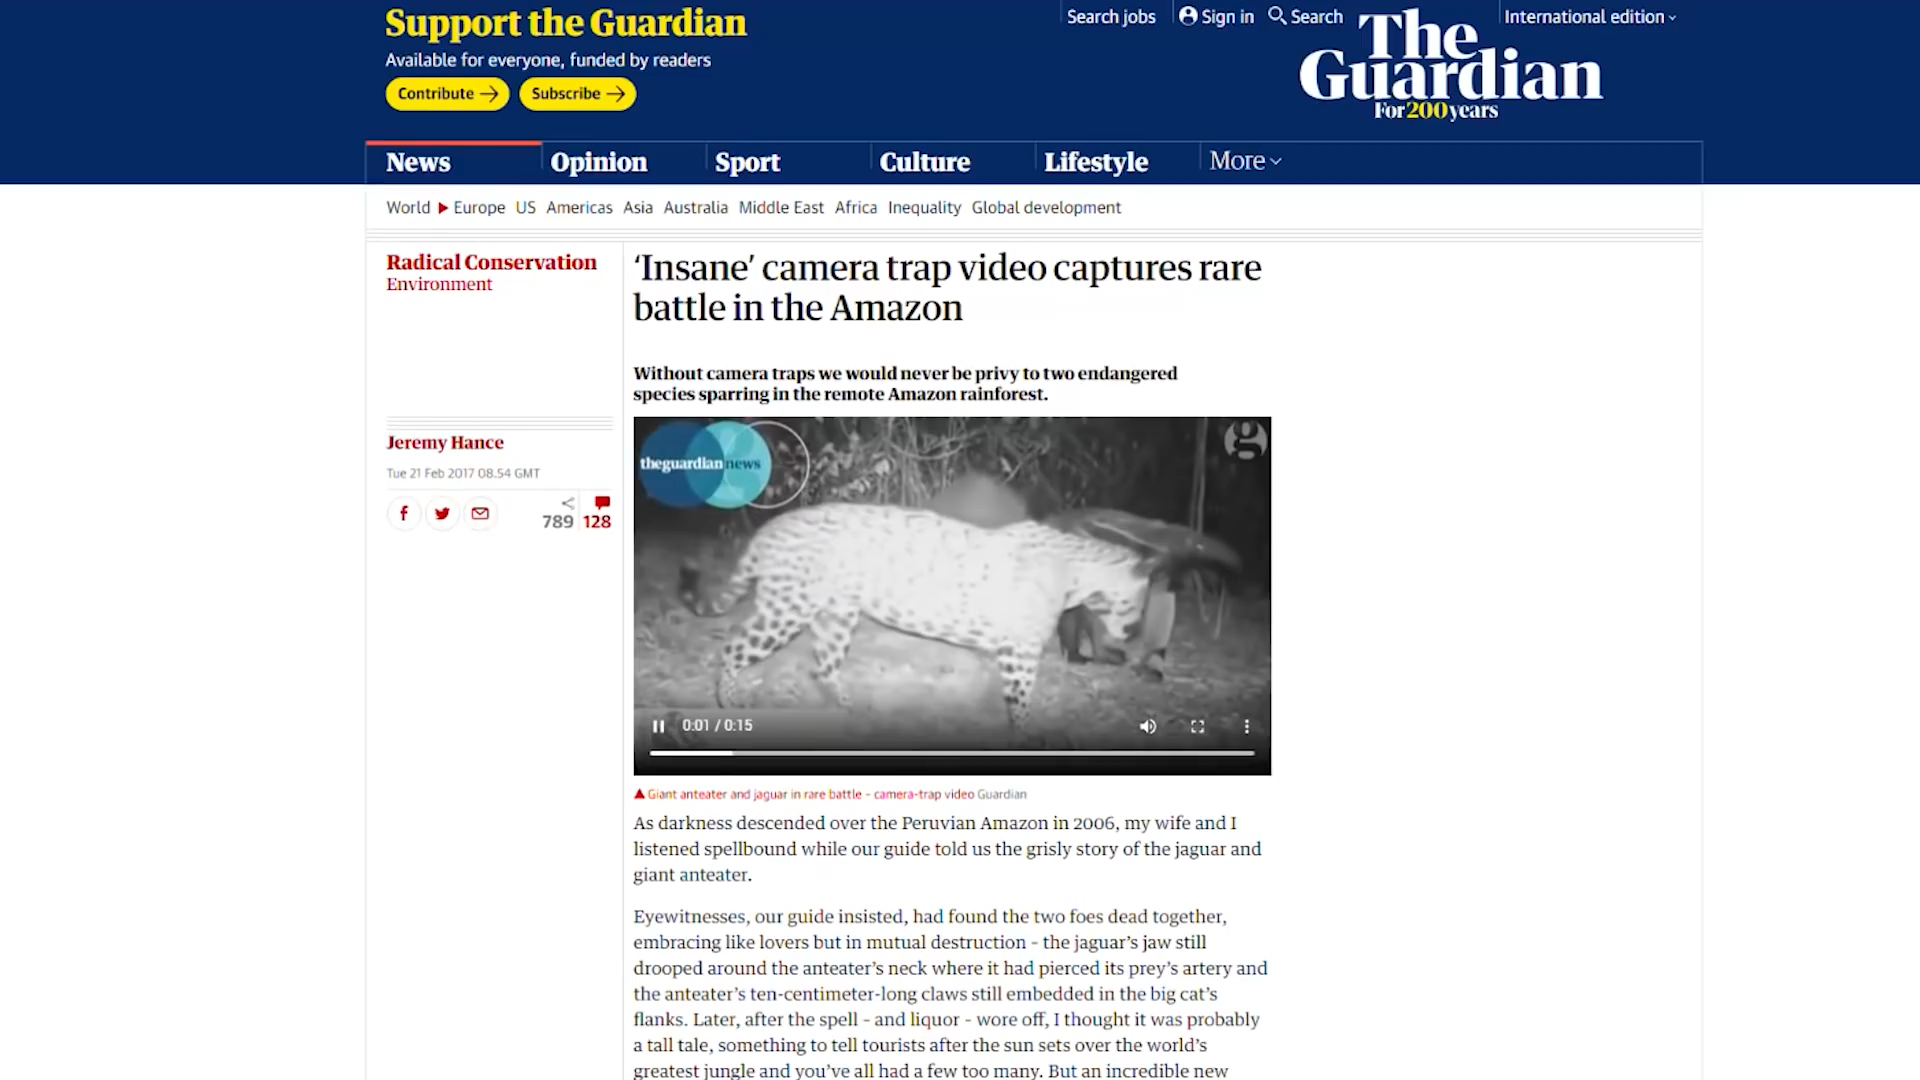 Support the Guardian
Available for everyone, funded by readers
Contribute
Subscribe
Search jobs
Sign in
Search
International edition
The
Guardian
For 200 years
News
Opinion
Sport
Culture
Lifestyle
More
World
Europe
US
Americas
Asia
Australia
Middle East
Africa
Inequality
Global development
Radical Conservation
Environment
‘Insane’ camera trap video captures rare
battle in the Amazon
Without camera traps we would never be privy to two endangered
species sparring in the remote Amazon rainforest.
Jeremy Hance
Tue 21 Feb 2017 08.54 GMT
789
128
theguardian news
g
0:01 / 0:15
Giant anteater and jaguar in rare battle – camera-trap video Guardian
As darkness descended over the Peruvian Amazon in 2006, my wife and I
listened spellbound while our guide told us the grisly story of the jaguar and
giant anteater.
Eyewitnesses, our guide insisted, had found the two foes dead together,
embracing like lovers but in mutual destruction – the jaguar’s jaw still
drooped around the anteater’s neck where it had pierced its prey’s artery and
the anteater’s ten-centimeter-long claws still embedded in the big cat’s
flanks. Later, after the spell – and liquor – wore off, I thought it was probably
a tall tale, something to tell tourists after the sun sets over the world’s
greatest jungle and you’ve all had a few too many. But an incredible new